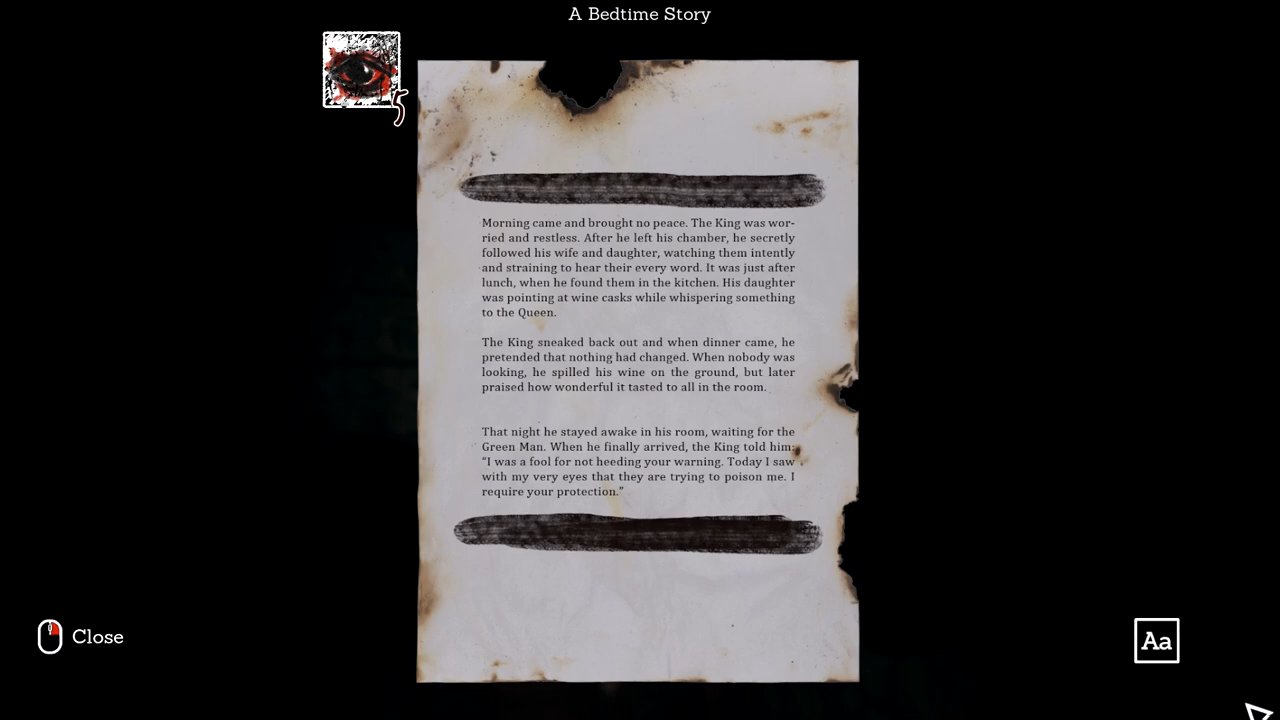 A Bedtime Story
5
Morning came and brought no peace. The King was wor-
ried and restless. After he left his chamber, he secretly
followed his wife and daughter, watching them intently
and straining to hear their every word. It was just after
lunch, when he found them in the kitchen. His daughter
was pointing at wine casks while whispering something
to the Queen.
The King sneaked back out and when dinner came, he
pretended that nothing had changed. When nobody was
looking, he spilled his wine on the ground, but later
praised how wonderful it tasted to all in the room.
That night he stayed awake in his room, waiting for the
Green Man. When he finally arrived, the King told him:
“I was a fool for not heeding your warning. Today I saw
with my very eyes that they are trying to poison me. I
require your protection.”
Close
Aa